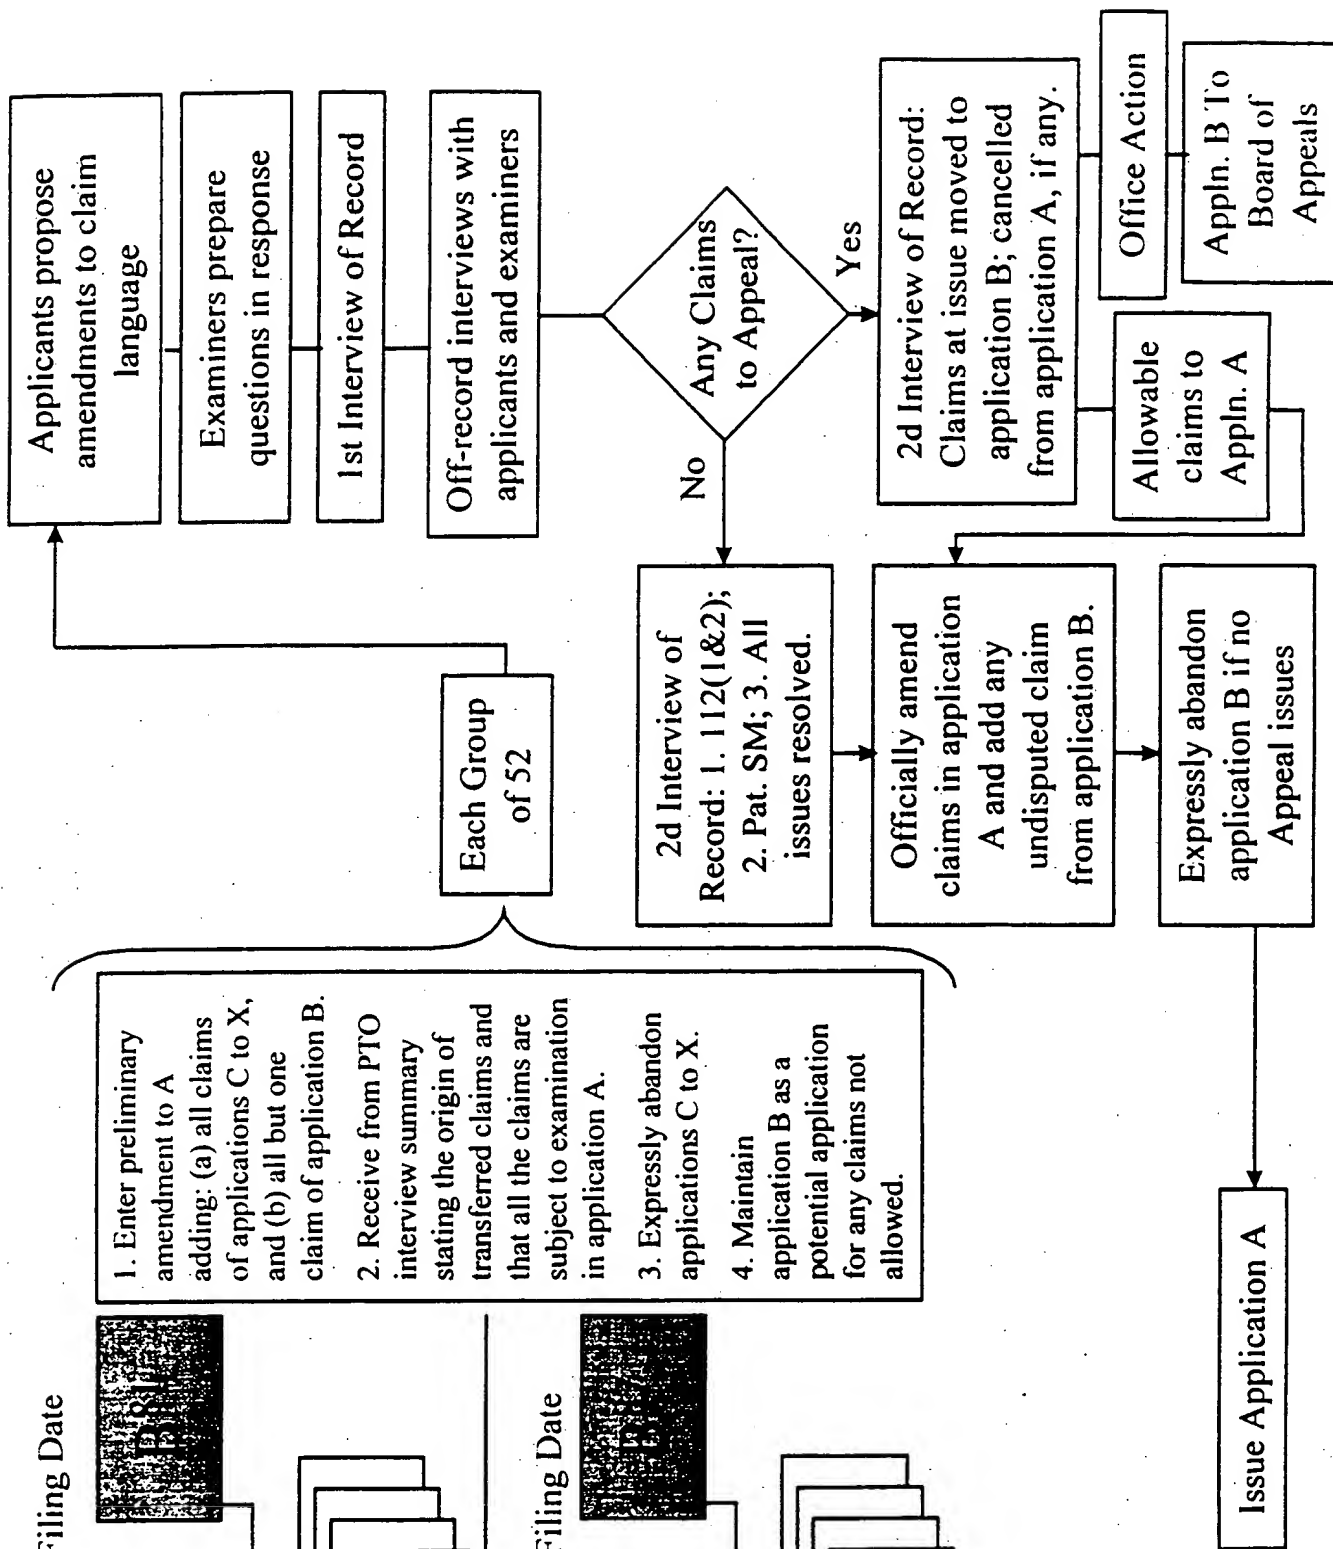 Filing Date
Filing Date
1. Enter preliminary
amendment to A
adding: (a) all claims
of applications C to X,
and (b) all but one
claim of application B.
2. Receive from PTO
interview summary
stating the origin of
transferred claims and
that all the claims are
subject to examination
in application A.
3. Expressly abandon
applications C to X.
4. Maintain
application B as a
potential application
for any claims not
allowed.
Each Group
of 52
Applicants propose
amendments to claim
language
Examiners prepare
questions in response
1st Interview of Record
Off-record interviews with
applicants and examiners
Any Claims
to Appeal?
No
Yes
2d Interview of
Record: 1. 112(1&2);
2. Pat. SM; 3. All
issues resolved.
2d Interview of Record:
Claims at issue moved to
application B; cancelled
from application A, if any.
Office Action
Appln. B To
Board of
Appeals
Allowable
claims to
Appln. A
Officially amend
claims in application
A and add any
undisputed claim
from application B.
Expressly abandon
application B if no
Appeal issues
Issue Application A